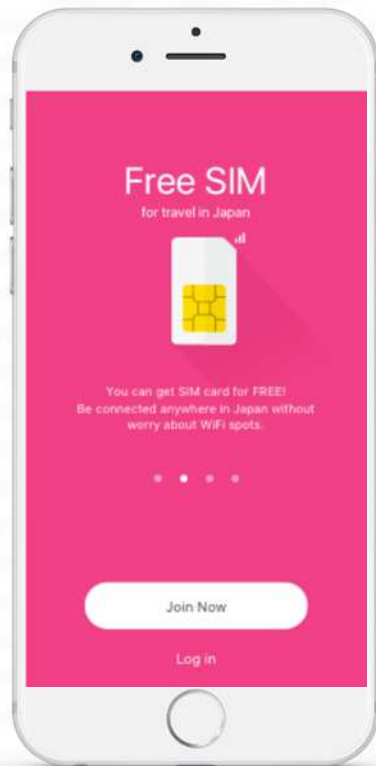 Free SIM
for travel in Japan
You can get SIM card for FREE!
Be connected anywhere in Japan without
worry about WiFi spots.
Join Now
Log in